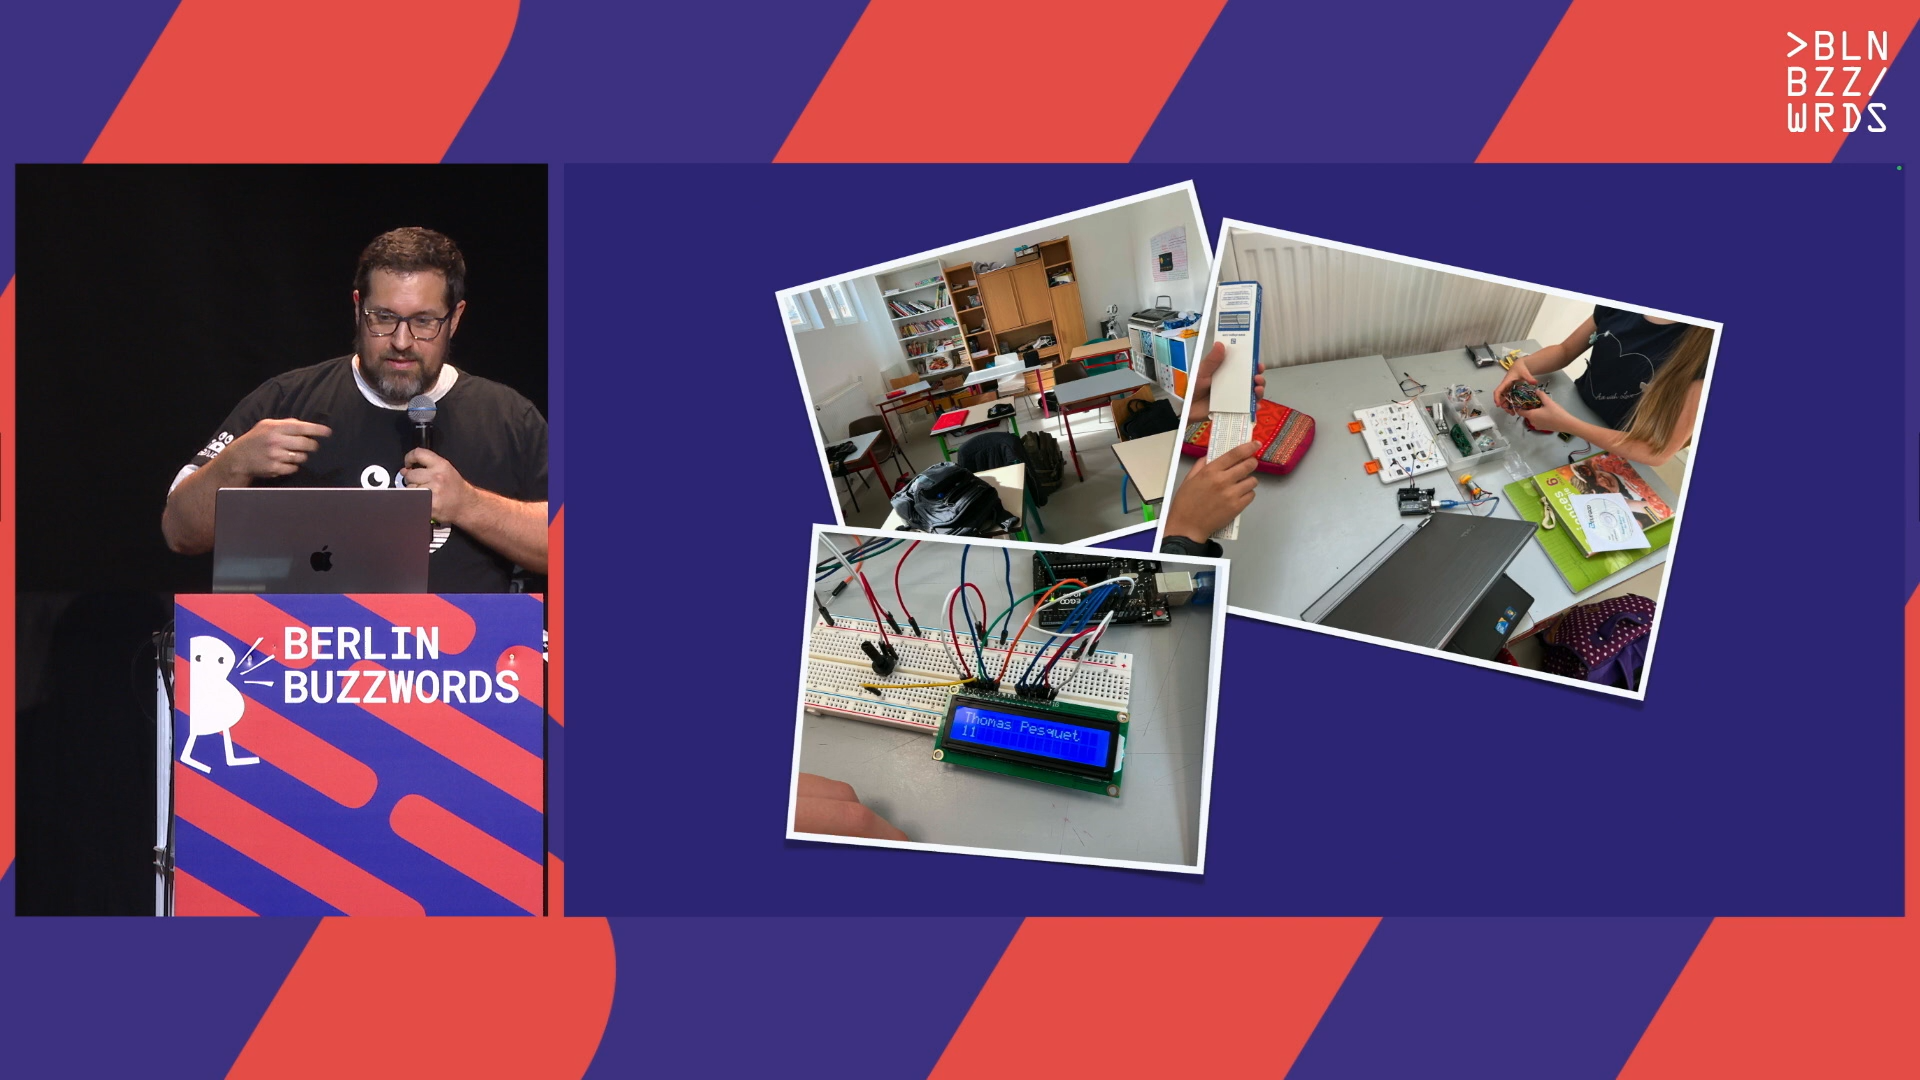 >BLN
BZZ/
WRDS
BERLIN
BUZZWORDS
Thomas Pesquet
11